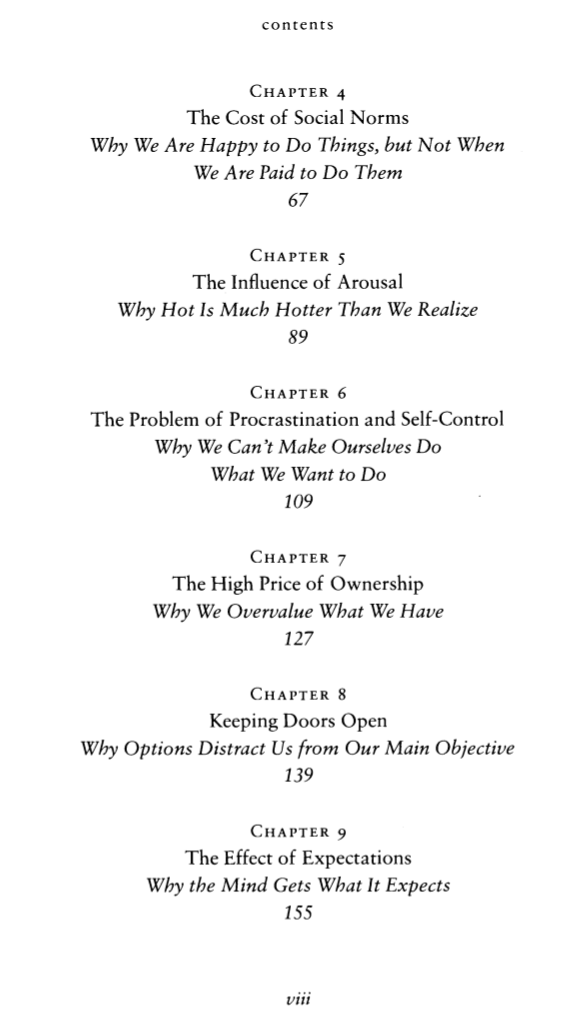 contents
CHAPTER 4
The Cost of Social Norms
Why We Are Happy to Do Things, but Not When
We Are Paid to Do Them
67
CHAPTER 5
The Influence of Arousal
Why Hot Is Much Hotter Than We Realize
89
CHAPTER 6
The Problem of Procrastination and Self-Control
Why We Can't Make Ourselves Do
What We Want to Do
109
CHAPTER 7
The High Price of Ownership
Why We Overvalue What We Have
127
CHAPTER 8
Keeping Doors Open
Why Options Distract Us from Our Main Objective
139
CHAPTER 9
The Effect of Expectations
Why the Mind Gets What It Expects
155
viii